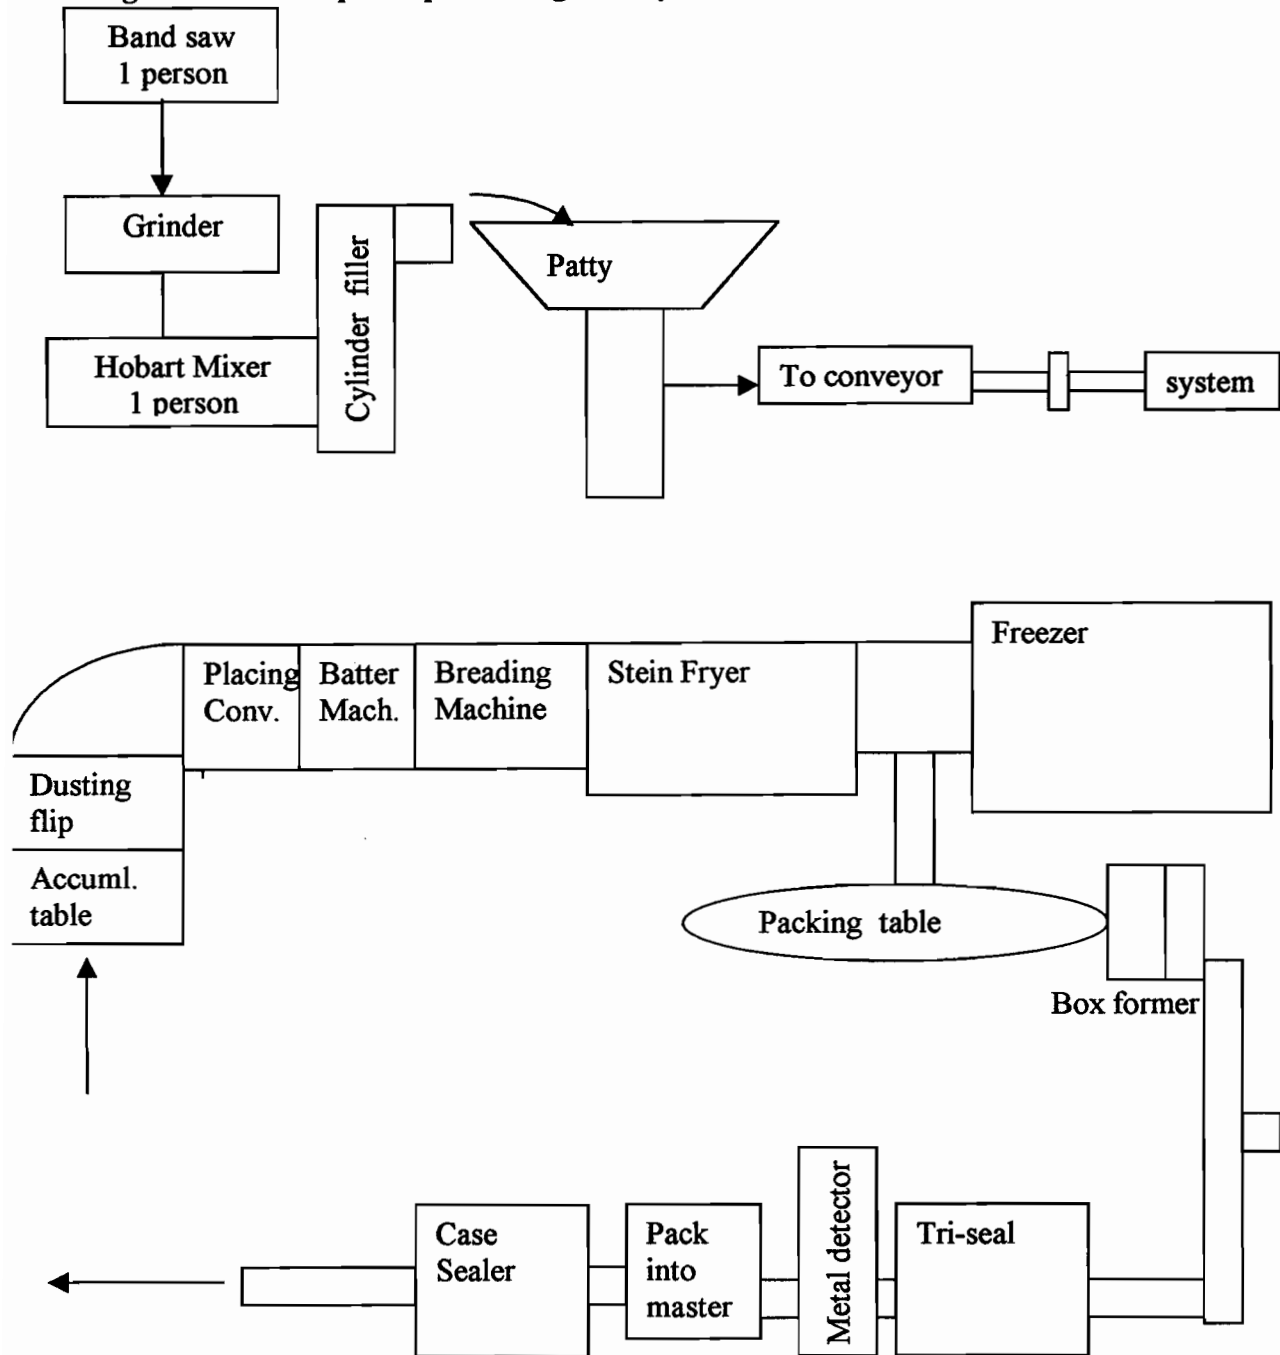 Band saw
1 person
Grinder
Cylinder filler
Patty
Hobart Mixer
1 person
To conveyor
system
Freezer
Placing
Conv.
Batter
Mach.
Breading
Machine
Stein Fryer
Dusting
flip
Accuml.
table
Packing table
Box former
Case
Sealer
Pack
into
master
Metal detector
Tri-seal